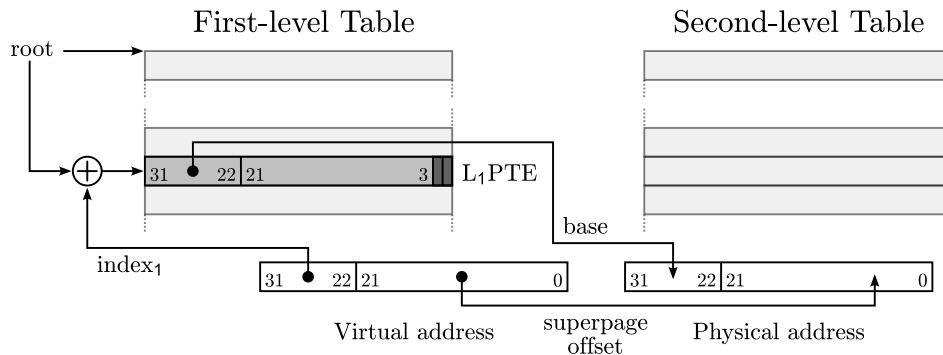 First-level Table
Second-level Table
root
31 22 21 3
L₁PTE
base
index₁
31 22 21 0
31 22 21 0
Virtual address
superpage
offset
Physical address